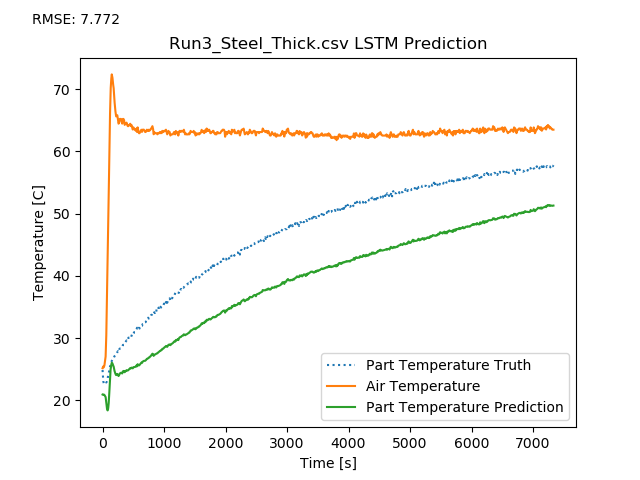 RMSE: 7.772
Run3_Steel_Thick.csv LSTM Prediction
70
60
50
40
30
20
Temperature [C]
Part Temperature Truth
Air Temperature
Part Temperature Prediction
0 1000 2000 3000 4000 5000 6000 7000
Time [s]